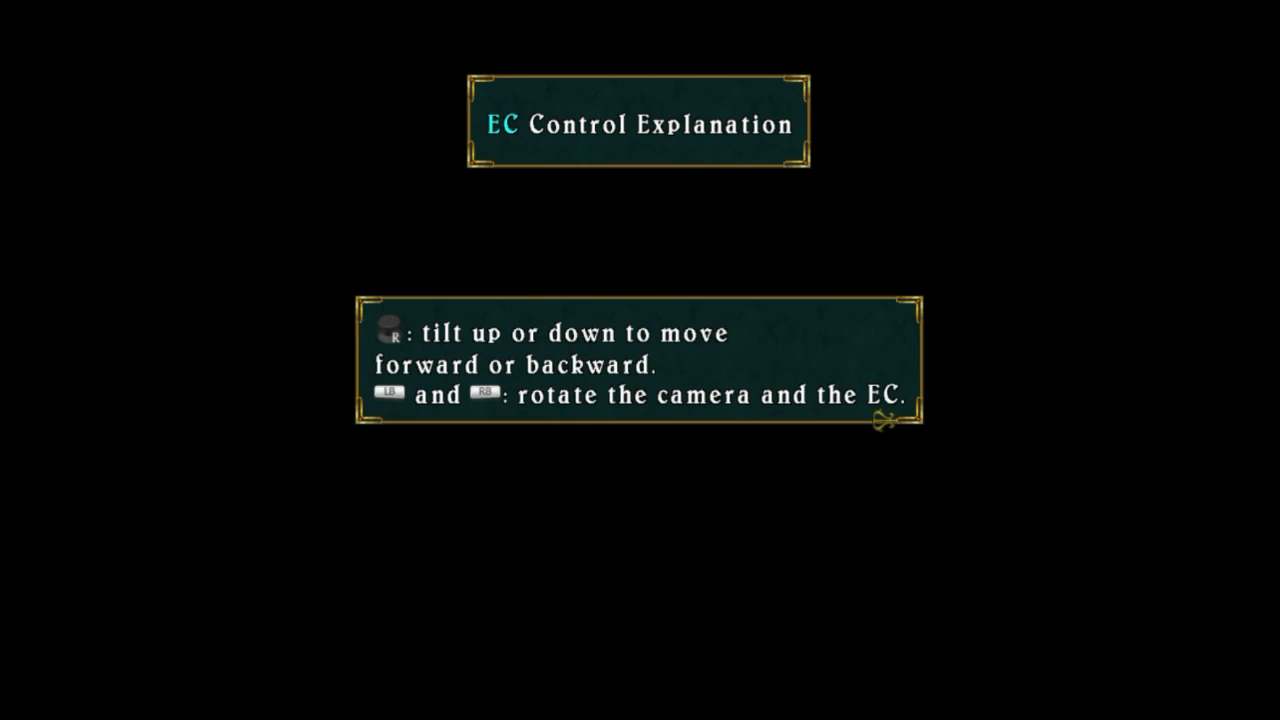 EC Control Explanation
R : tilt up or down to move
forward or backward.
LB and RB : rotate the camera and the EC.